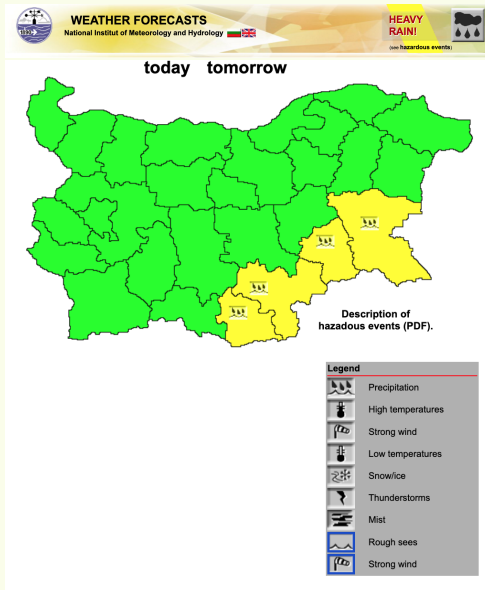 WEATHER FORECASTS
National Institut of Meteorology and Hydrology
HEAVY
RAIN!
(see hazardous events)
1890
today tomorrow
Description of
hazadous events (PDF).
Legend
Precipitation
High temperatures
Strong wind
Low temperatures
Snow/ice
Thunderstorms
Mist
Rough sees
Strong wind